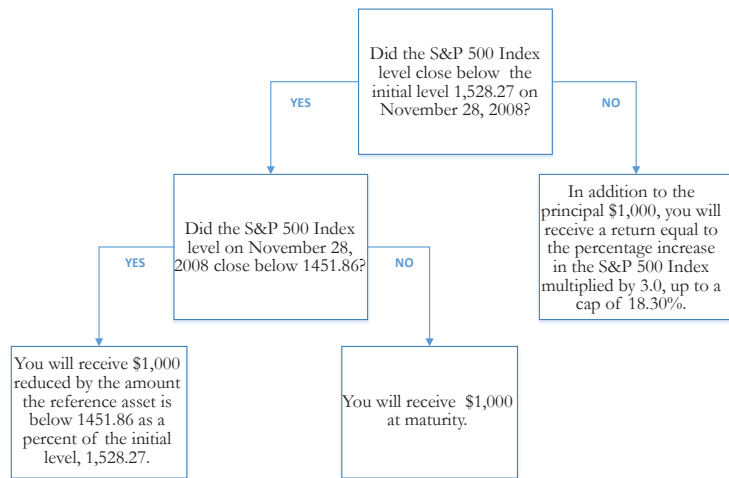 Did the S&P 500 Index
level close below the
initial level 1,528.27 on
November 28, 2008?
YES
NO
Did the S&P 500 Index
level on November 28,
2008 close below 1451.86?
In addition to the
principal $1,000, you will
receive a return equal to
the percentage increase
in the S&P 500 Index
multiplied by 3.0, up to a
cap of 18.30%.
YES
NO
You will receive $1,000
reduced by the amount
the reference asset is
below 1451.86 as a
percent of the initial
level, 1,528.27.
You will receive $1,000
at maturity.